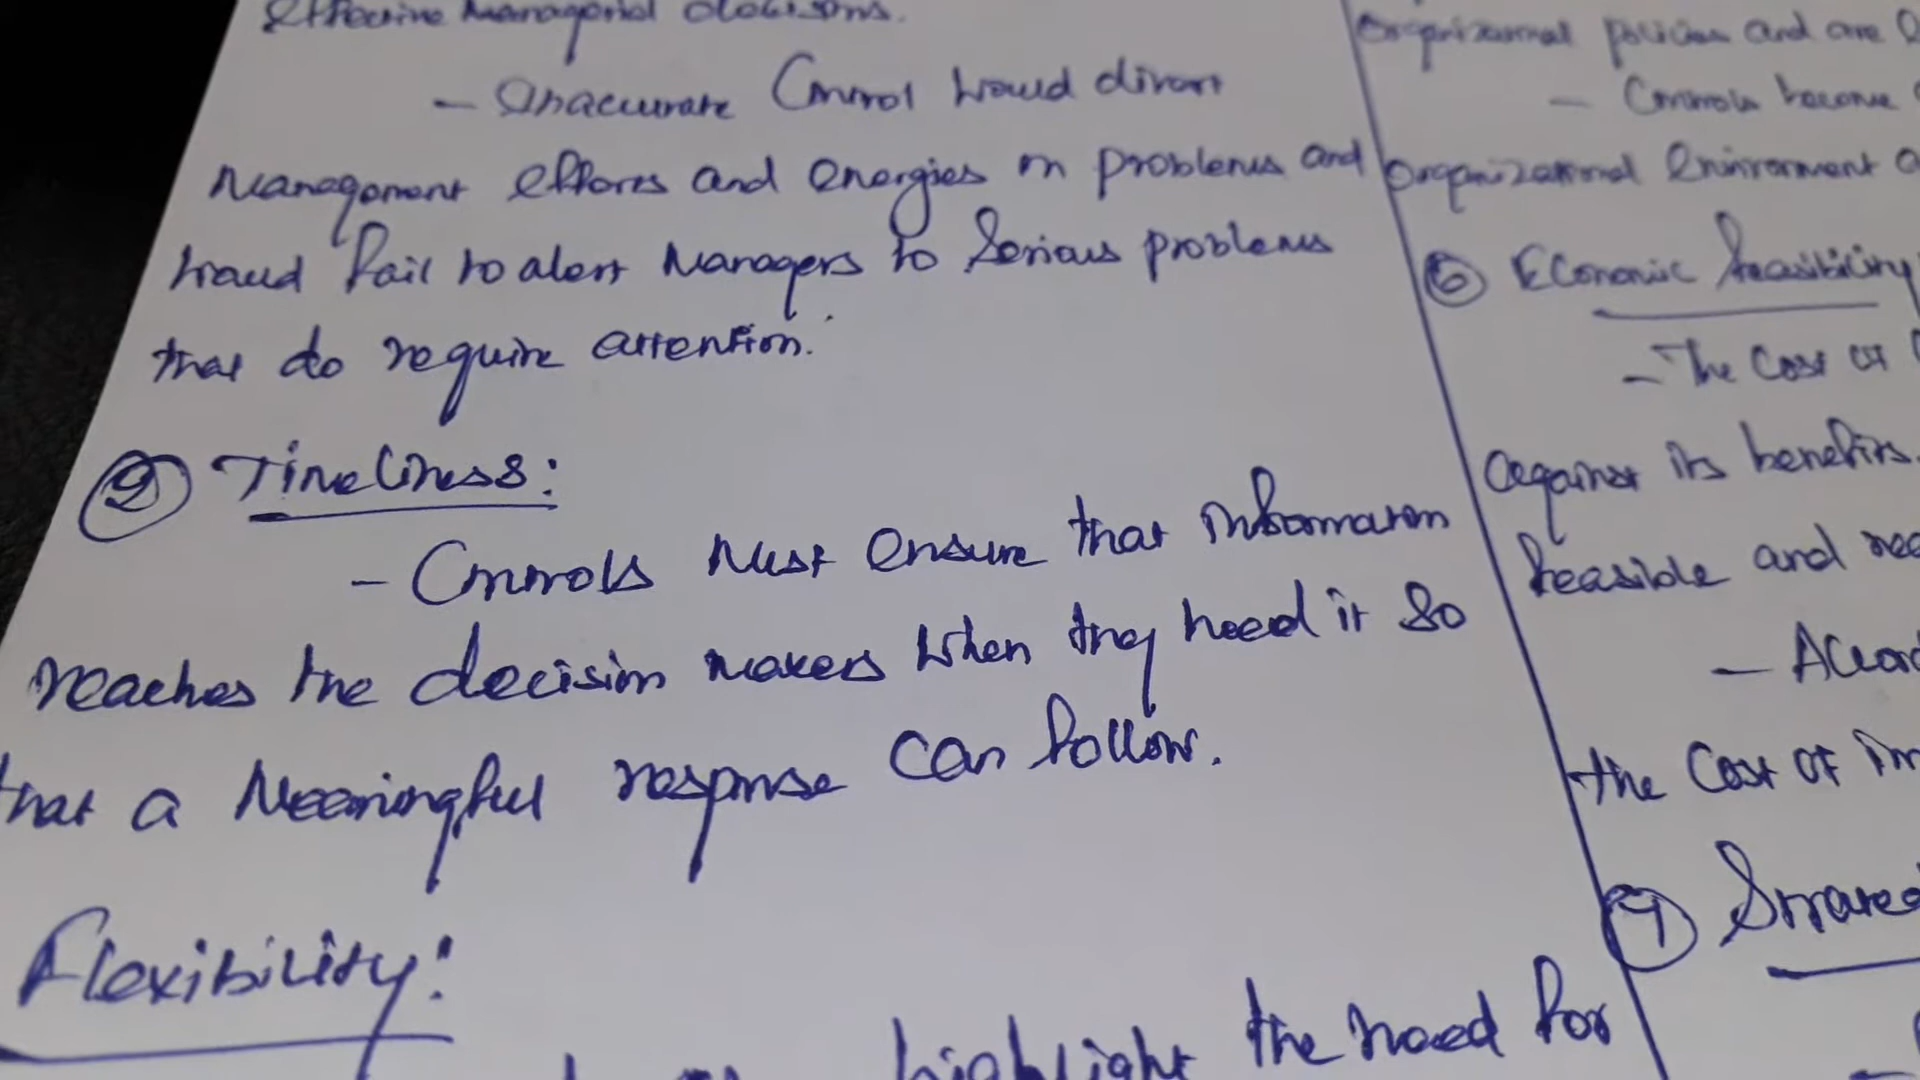 effective Managerial decisions.
- Inaccurate Control would divert
Management efforts and energies on problems and
would fail to alert Managers to Serious problems
that do require attention.
② Timeliness:
- Controls Must ensure that information
reaches the decision makers when they need it so
that a Meaningful response can follow.
Flexibility:
highlight the need for
organizational policies and are
- Controls become
organizational Environment
⑥ Economic feasibility
- The Cost of
against its benefits.
feasible and
the Cost of
⑦